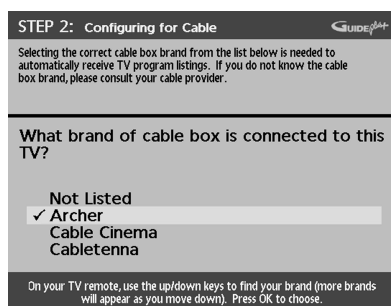 STEP 2: Configuring for Cable
GUIDE Plus+
Selecting the correct cable box brand from the list below is needed to
automatically receive TV program listings. If you do not know the cable
box brand, please consult your cable provider.
What brand of cable box is connected to this
TV?
Not Listed
✓ Archer
Cable Cinema
Cabletenna
On your TV remote, use the up/down keys to find your brand (more brands
will appear as you move down). Press OK to choose.